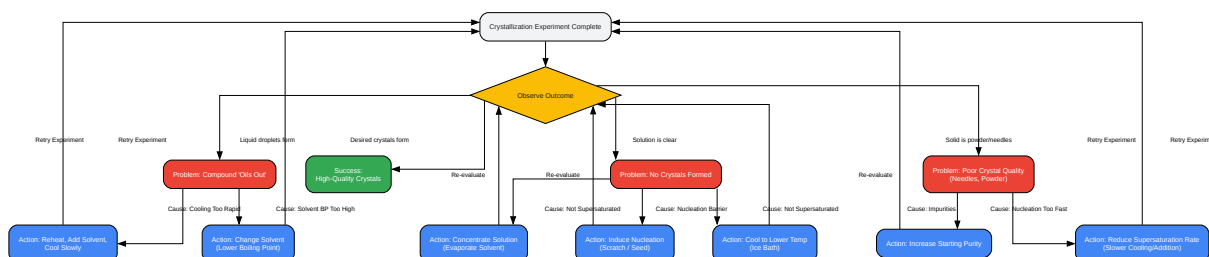 Crystallization Experiment Complete
Observe Outcome
Retry Experiment
Retry Experiment
Liquid droplets form
Desired crystals form
Solution is clear
Solid is powder/needles
Retry Experiment
Retry Experim
Problem: Compound 'Oils Out'
Success:
High-Quality Crystals
Re-evaluate
Re-evaluate
Problem: No Crystals Formed
Re-evaluate
Problem: Poor Crystal Quality
(Needles, Powder)
Cause: Cooling Too Rapid
Cause: Solvent BP Too High
Cause: Not Supersaturated
Cause: Nucleation Barrier
Cause: Not Supersaturated
Cause: Impurities
Cause: Nucleation Too Fast
Action: Reheat, Add Solvent,
Cool Slowly
Action: Change Solvent
(Lower Boiling Point)
Action: Concentrate Solution
(Evaporate Solvent)
Action: Induce Nucleation
(Scratch / Seed)
Action: Cool to Lower Temp
(Ice Bath)
Action: Increase Starting Purity
Action: Reduce Supersaturation Rate
(Slower Cooling/Addition)